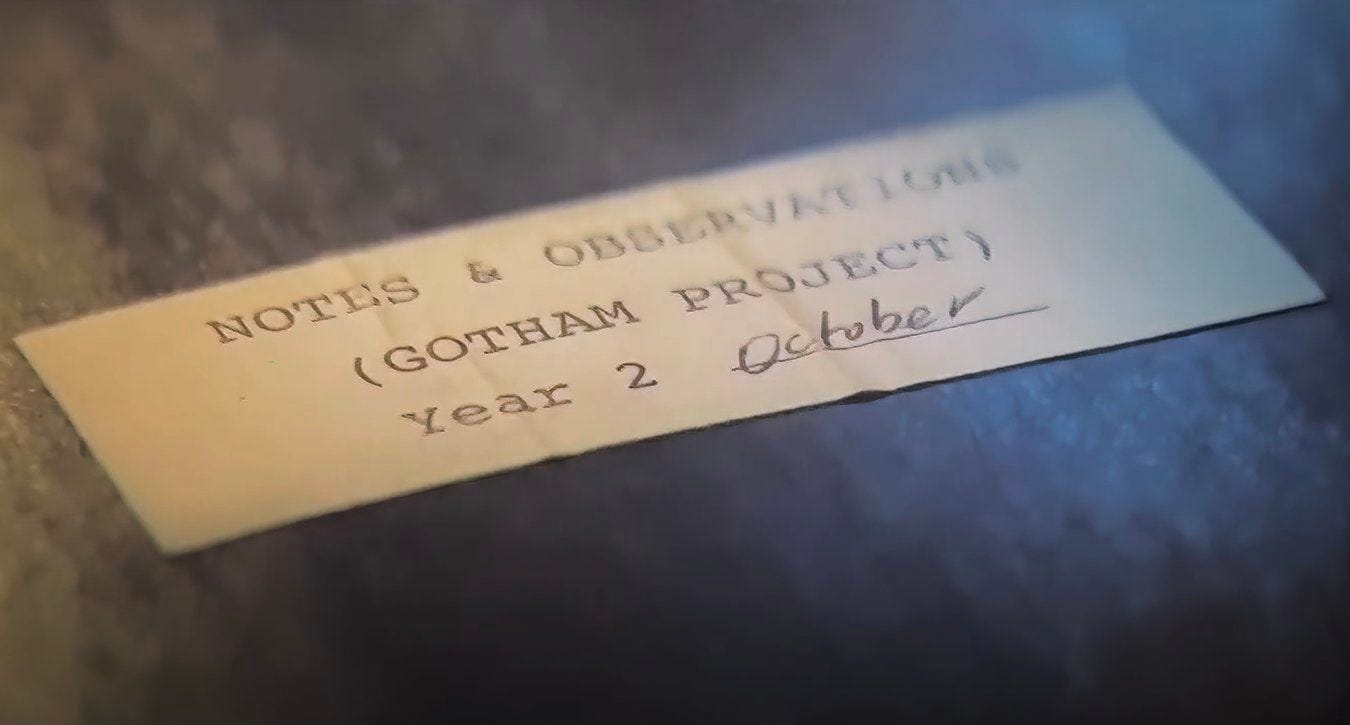 NOTES & OBSERVATIONS
(GOTHAM PROJECT)
Year 2 October